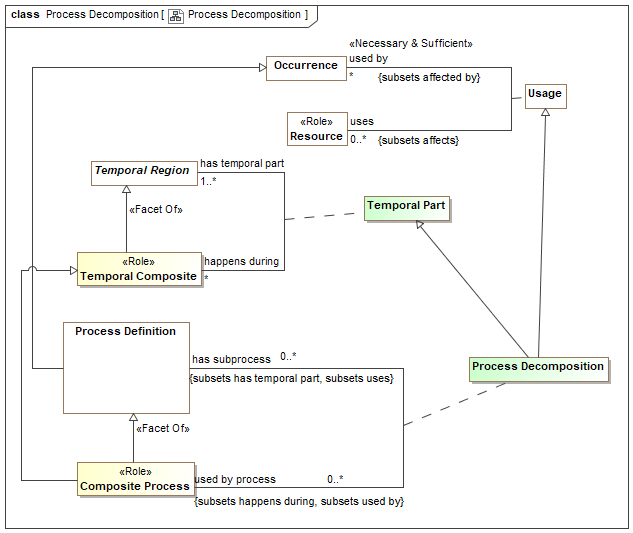 class Process Decomposition [ Process Decomposition ]
«Necessary & Sufficient»
Occurrence
used by
*
{subsets affected by}
Usage
«Role»
Resource
uses
0..*
{subsets affects}
Temporal Region
has temporal part
1..*
«Facet Of»
Temporal Part
«Role»
Temporal Composite
happens during
*
Process Definition
has subprocess
0..*
{subsets has temporal part, subsets uses}
Process Decomposition
«Facet Of»
«Role»
Composite Process
used by process
0..*
{subsets happens during, subsets used by}